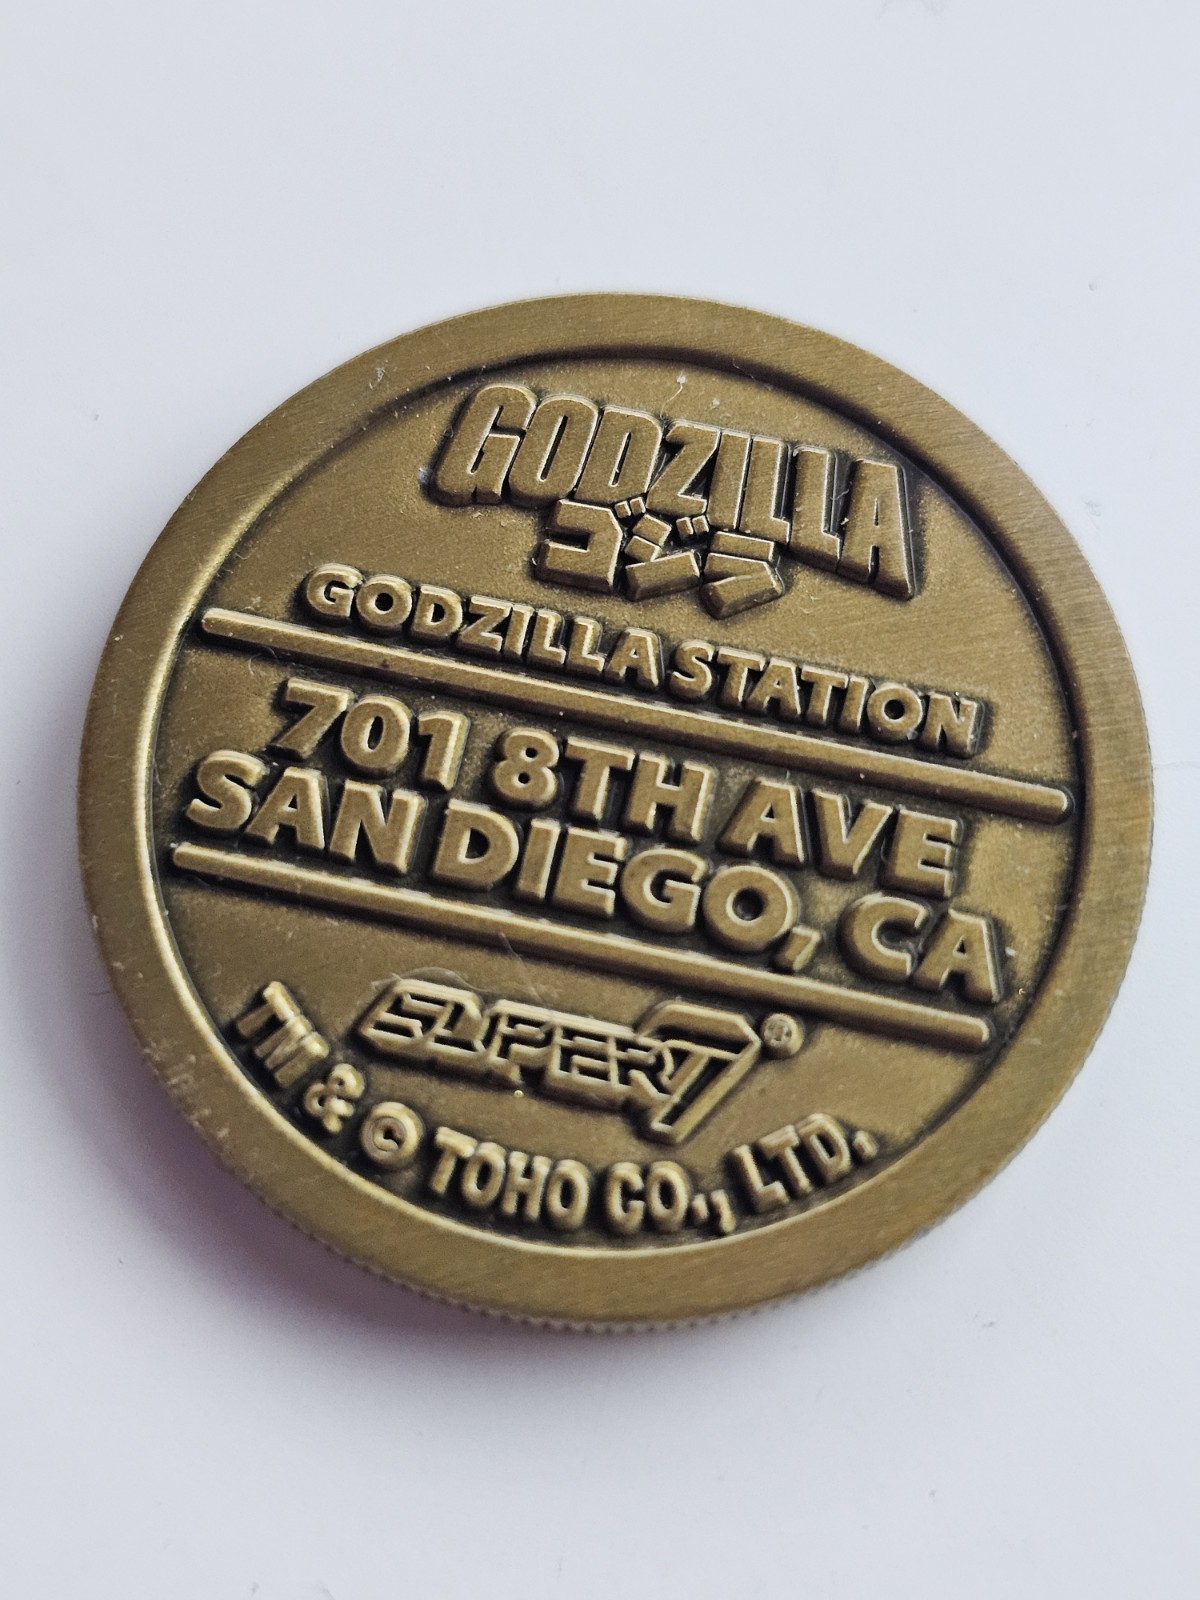 GODZILLA
ゴジラ
GODZILLA STATION
701 8TH AVE
SAN DIEGO, CA
SUPER7®
TM & © TOHO CO., LTD.